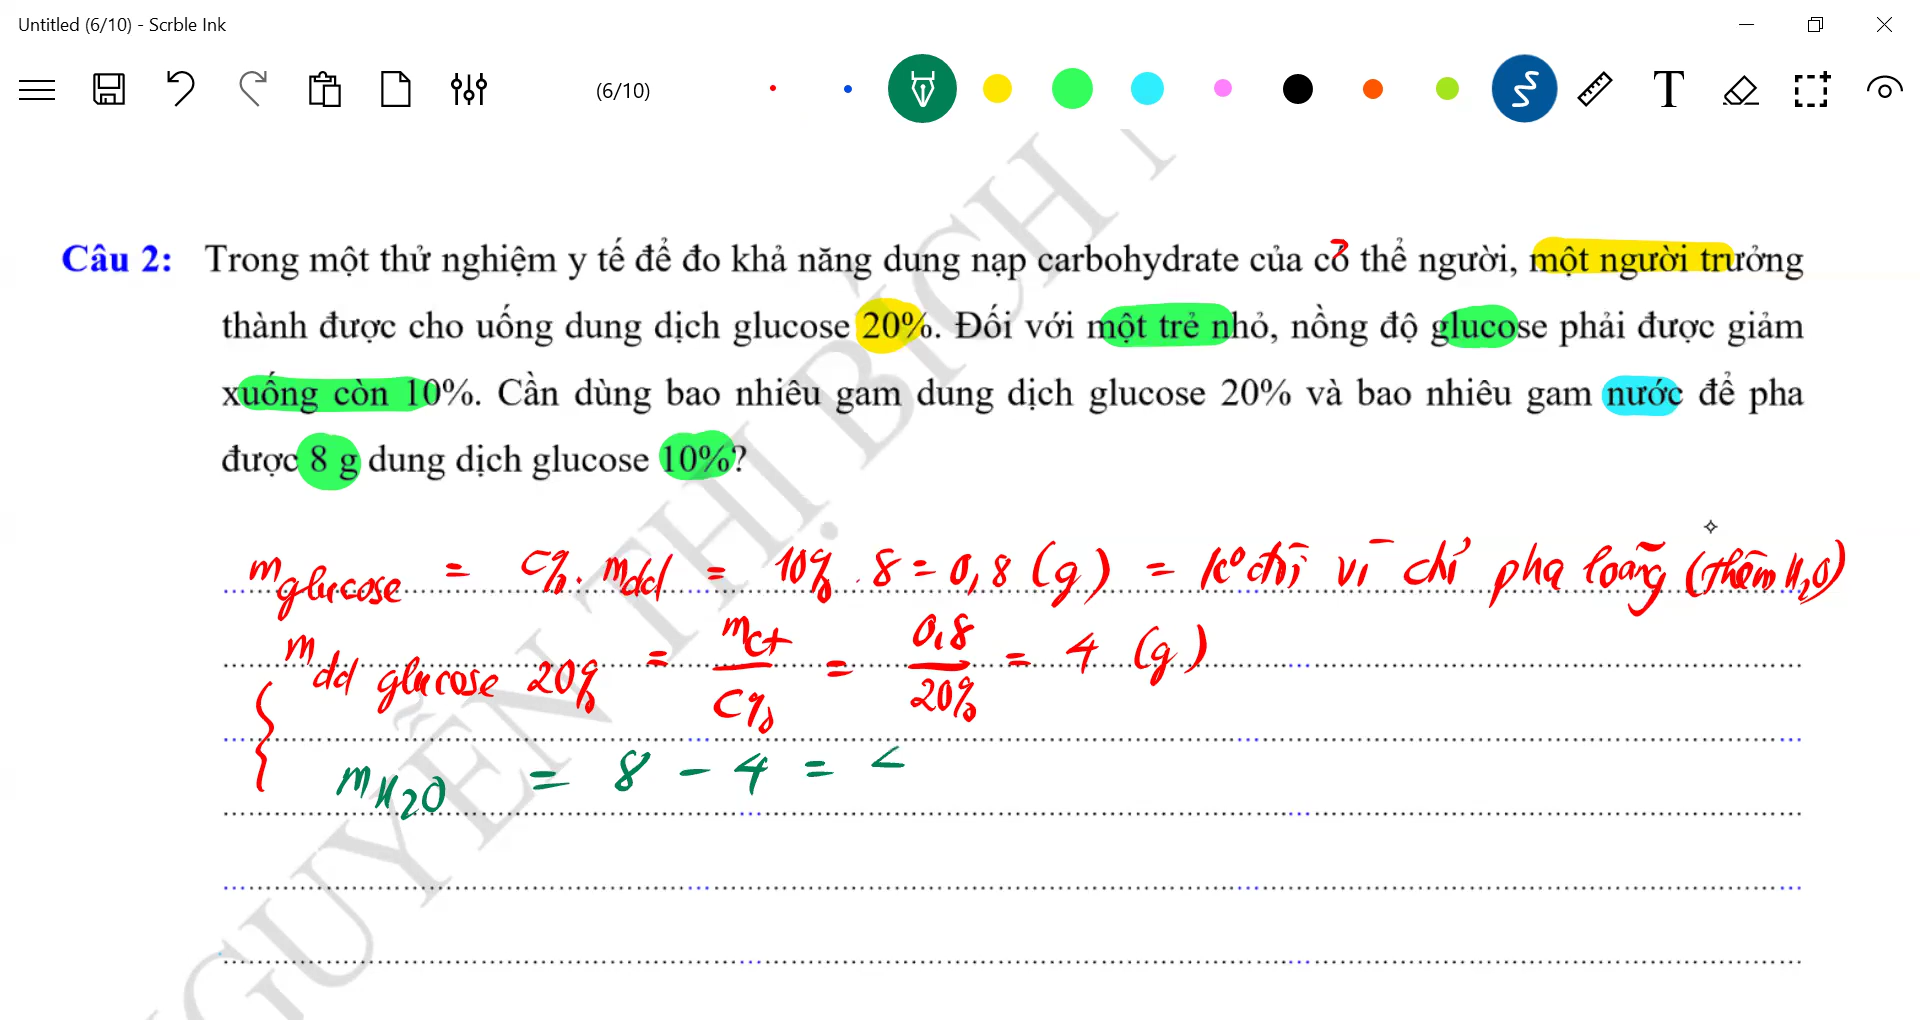 Untitled (6/10) - Scrble Ink
(6/10)
T
Câu 2: Trong một thử nghiệm y tế để đo khả năng dung nạp carbohydrate của cỏ thể người, một người trưởng
thành được cho uống dung dịch glucose 20%. Đối với một trẻ nhỏ, nồng độ glucose phải được giảm
xuống còn 10%. Cần dùng bao nhiêu gam dung dịch glucose 20% và bao nhiêu gam nước để pha
được 8 g dung dịch glucose 10%?
m glucose = C%. mdd = 10% . 8 = 0,8 (g) = k° đổi vì chỉ pha loãng (thêm H2O)
m dd glucose 20% = mct / C% = 0,8 / 20% = 4 (g)
mH2O = 8 - 4 =
NGUYỄN THỊ BÍCH